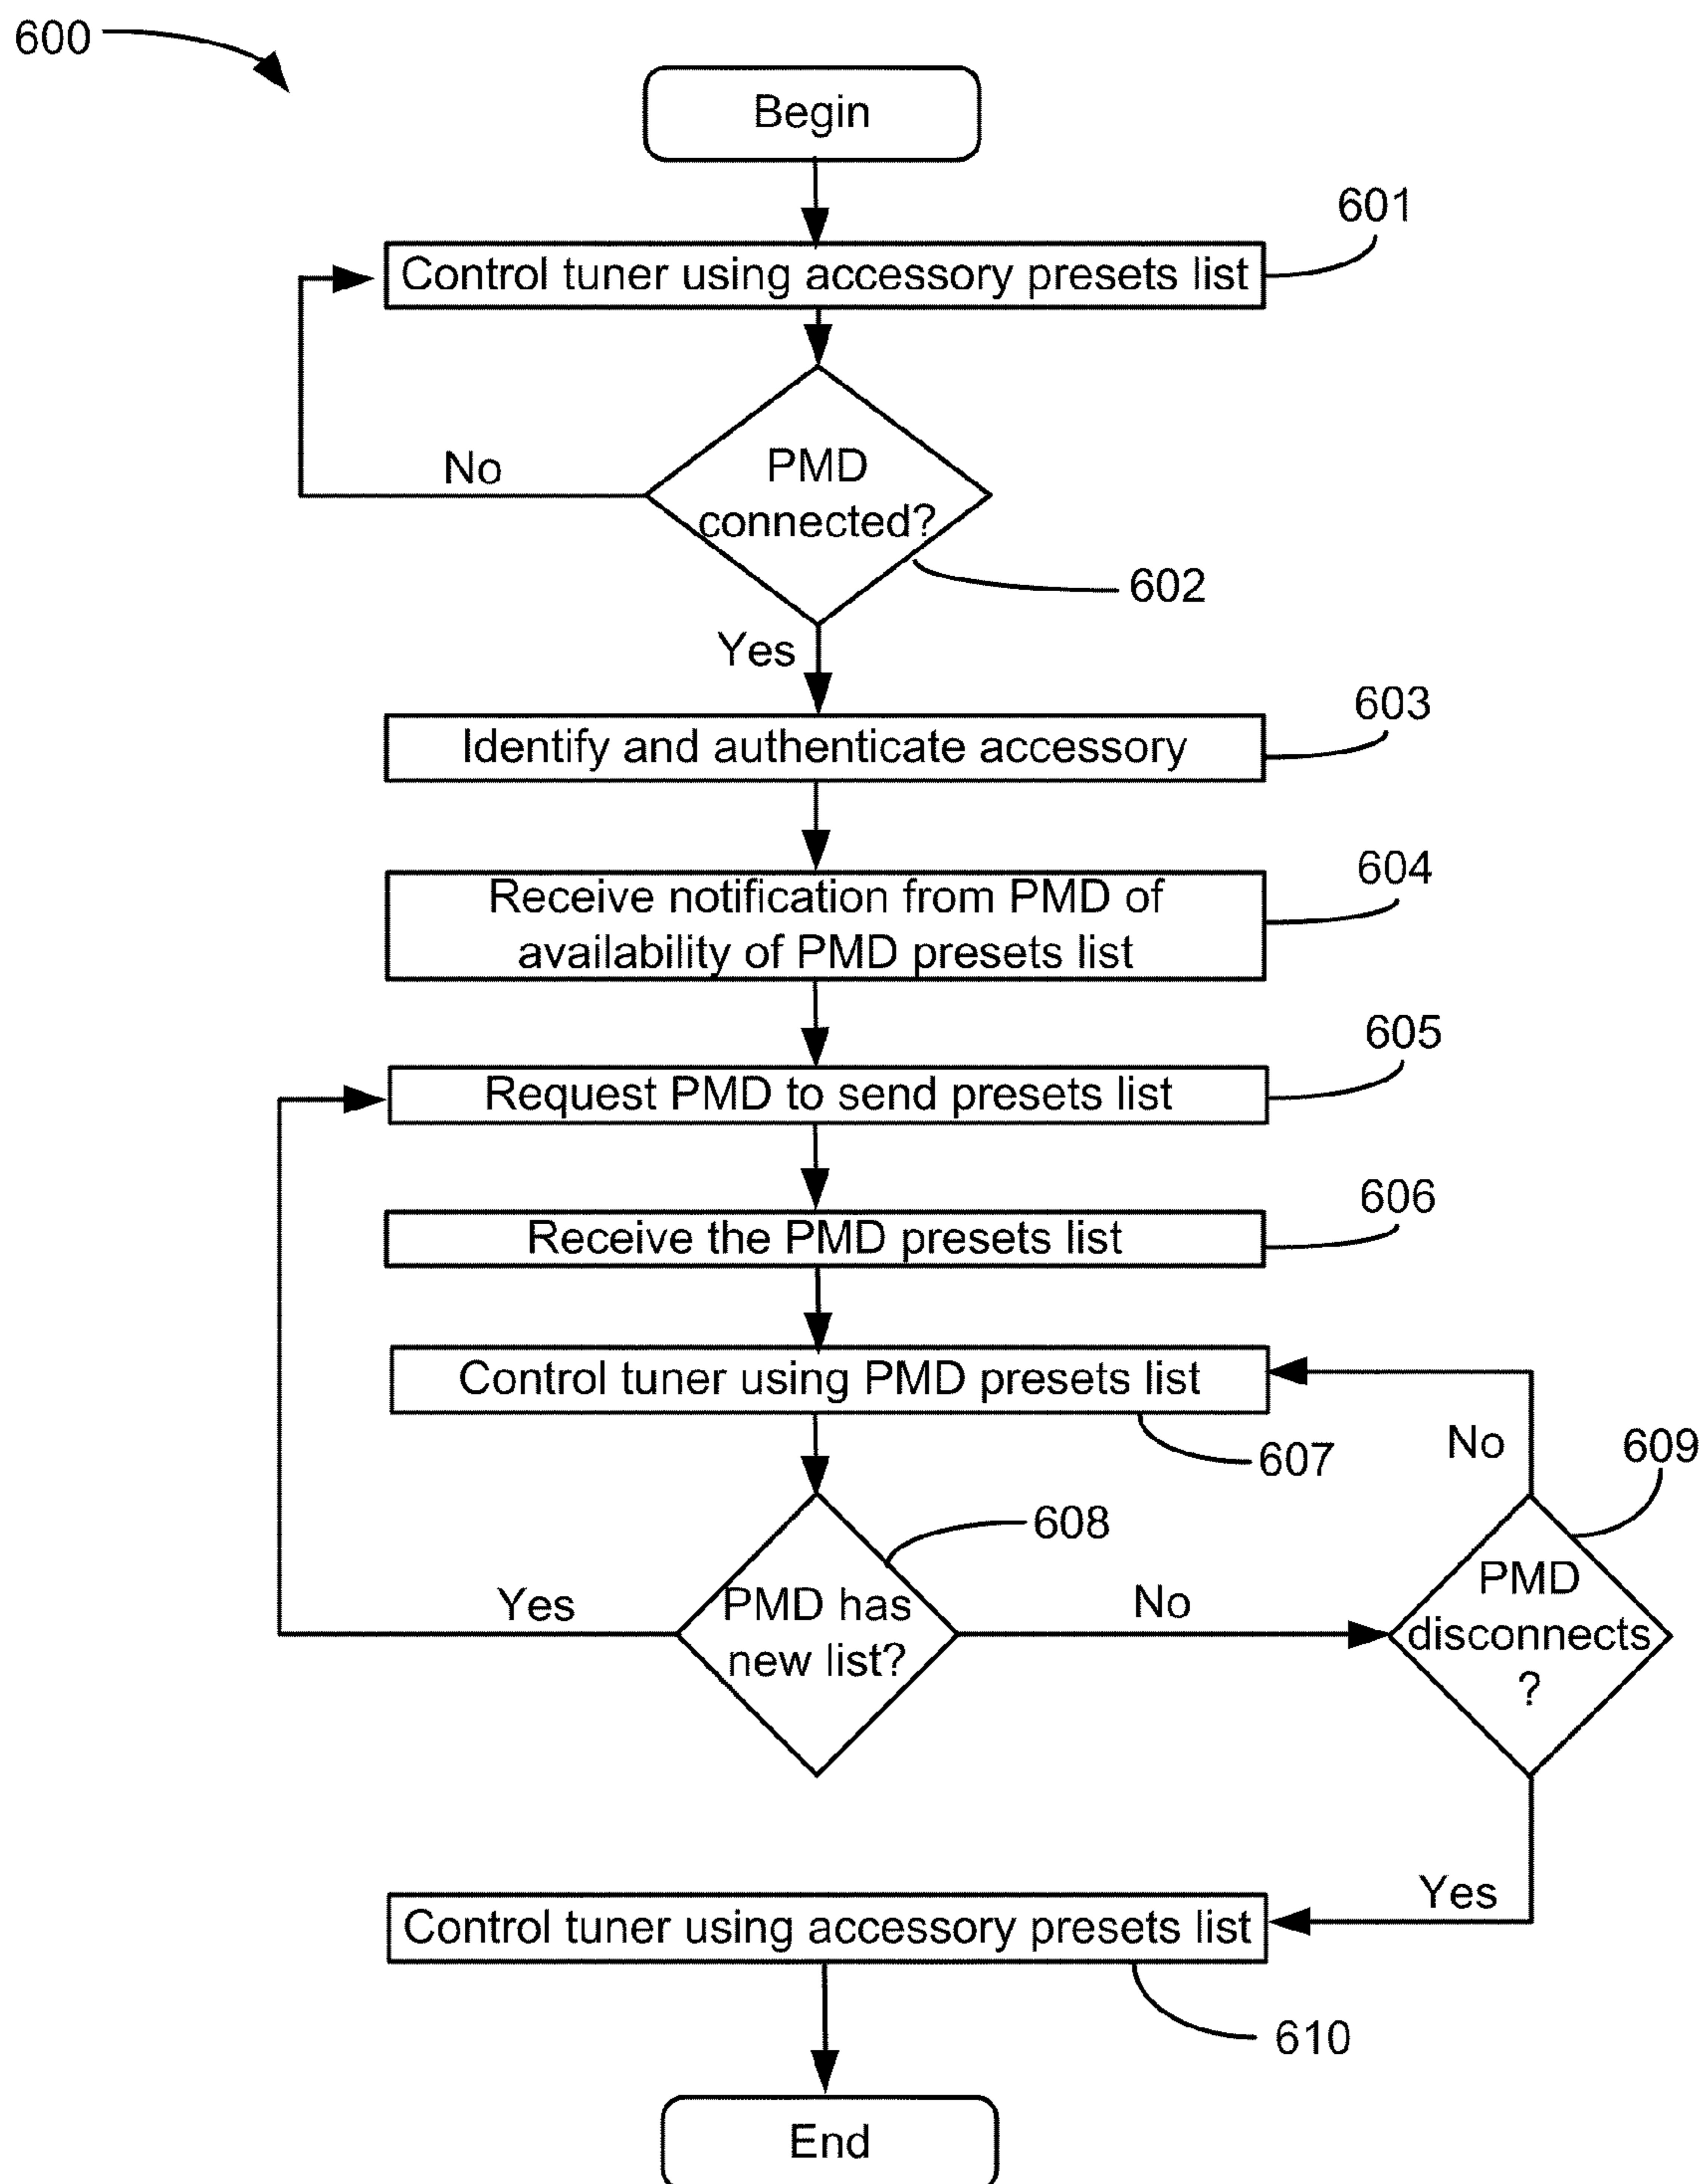 600
Begin
601
Control tuner using accessory presets list
PMD
connected?
No
602
Yes
603
Identify and authenticate accessory
604
Receive notification from PMD of
availability of PMD presets list
605
Request PMD to send presets list
606
Receive the PMD presets list
Control tuner using PMD presets list
607
No
609
608
PMD has
new list?
Yes
No
PMD
disconnects
?
Yes
Control tuner using accessory presets list
610
End